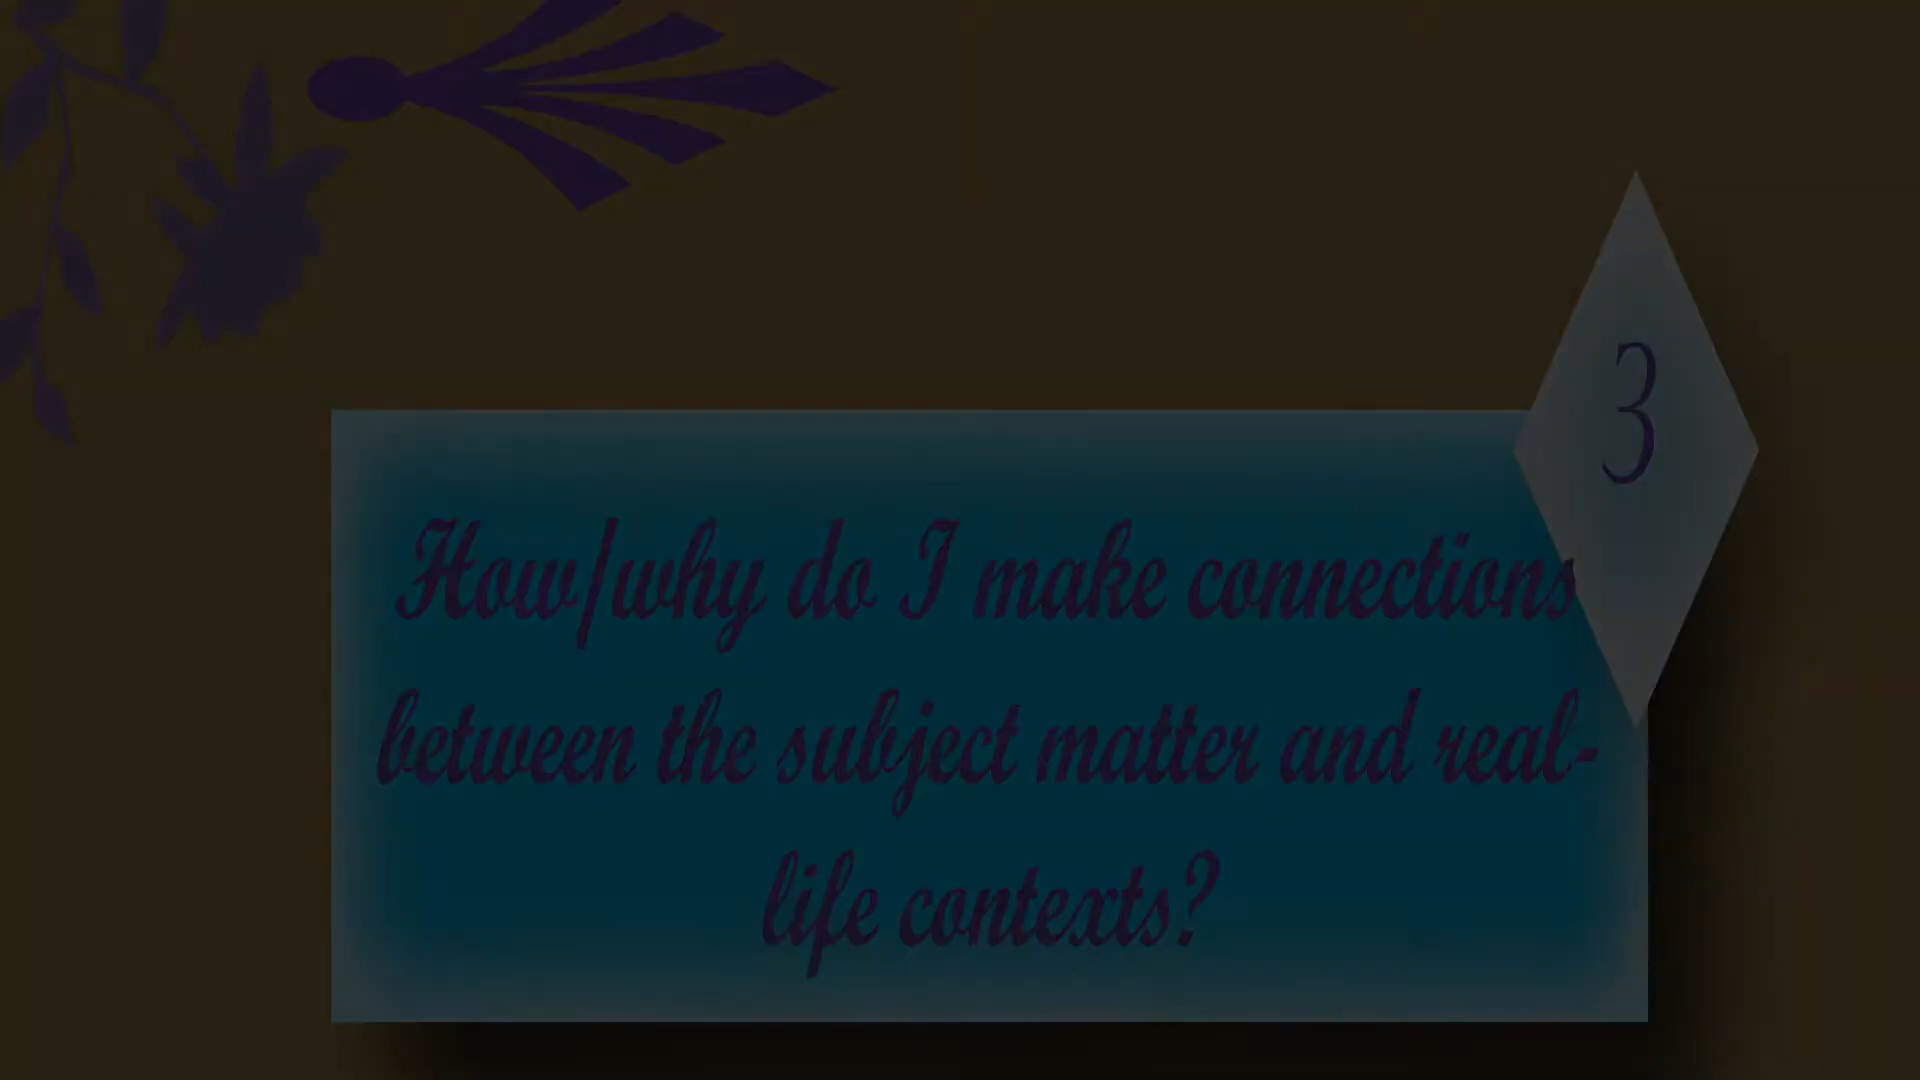 3
How/why do I make connections
between the subject matter and real-
life contexts?